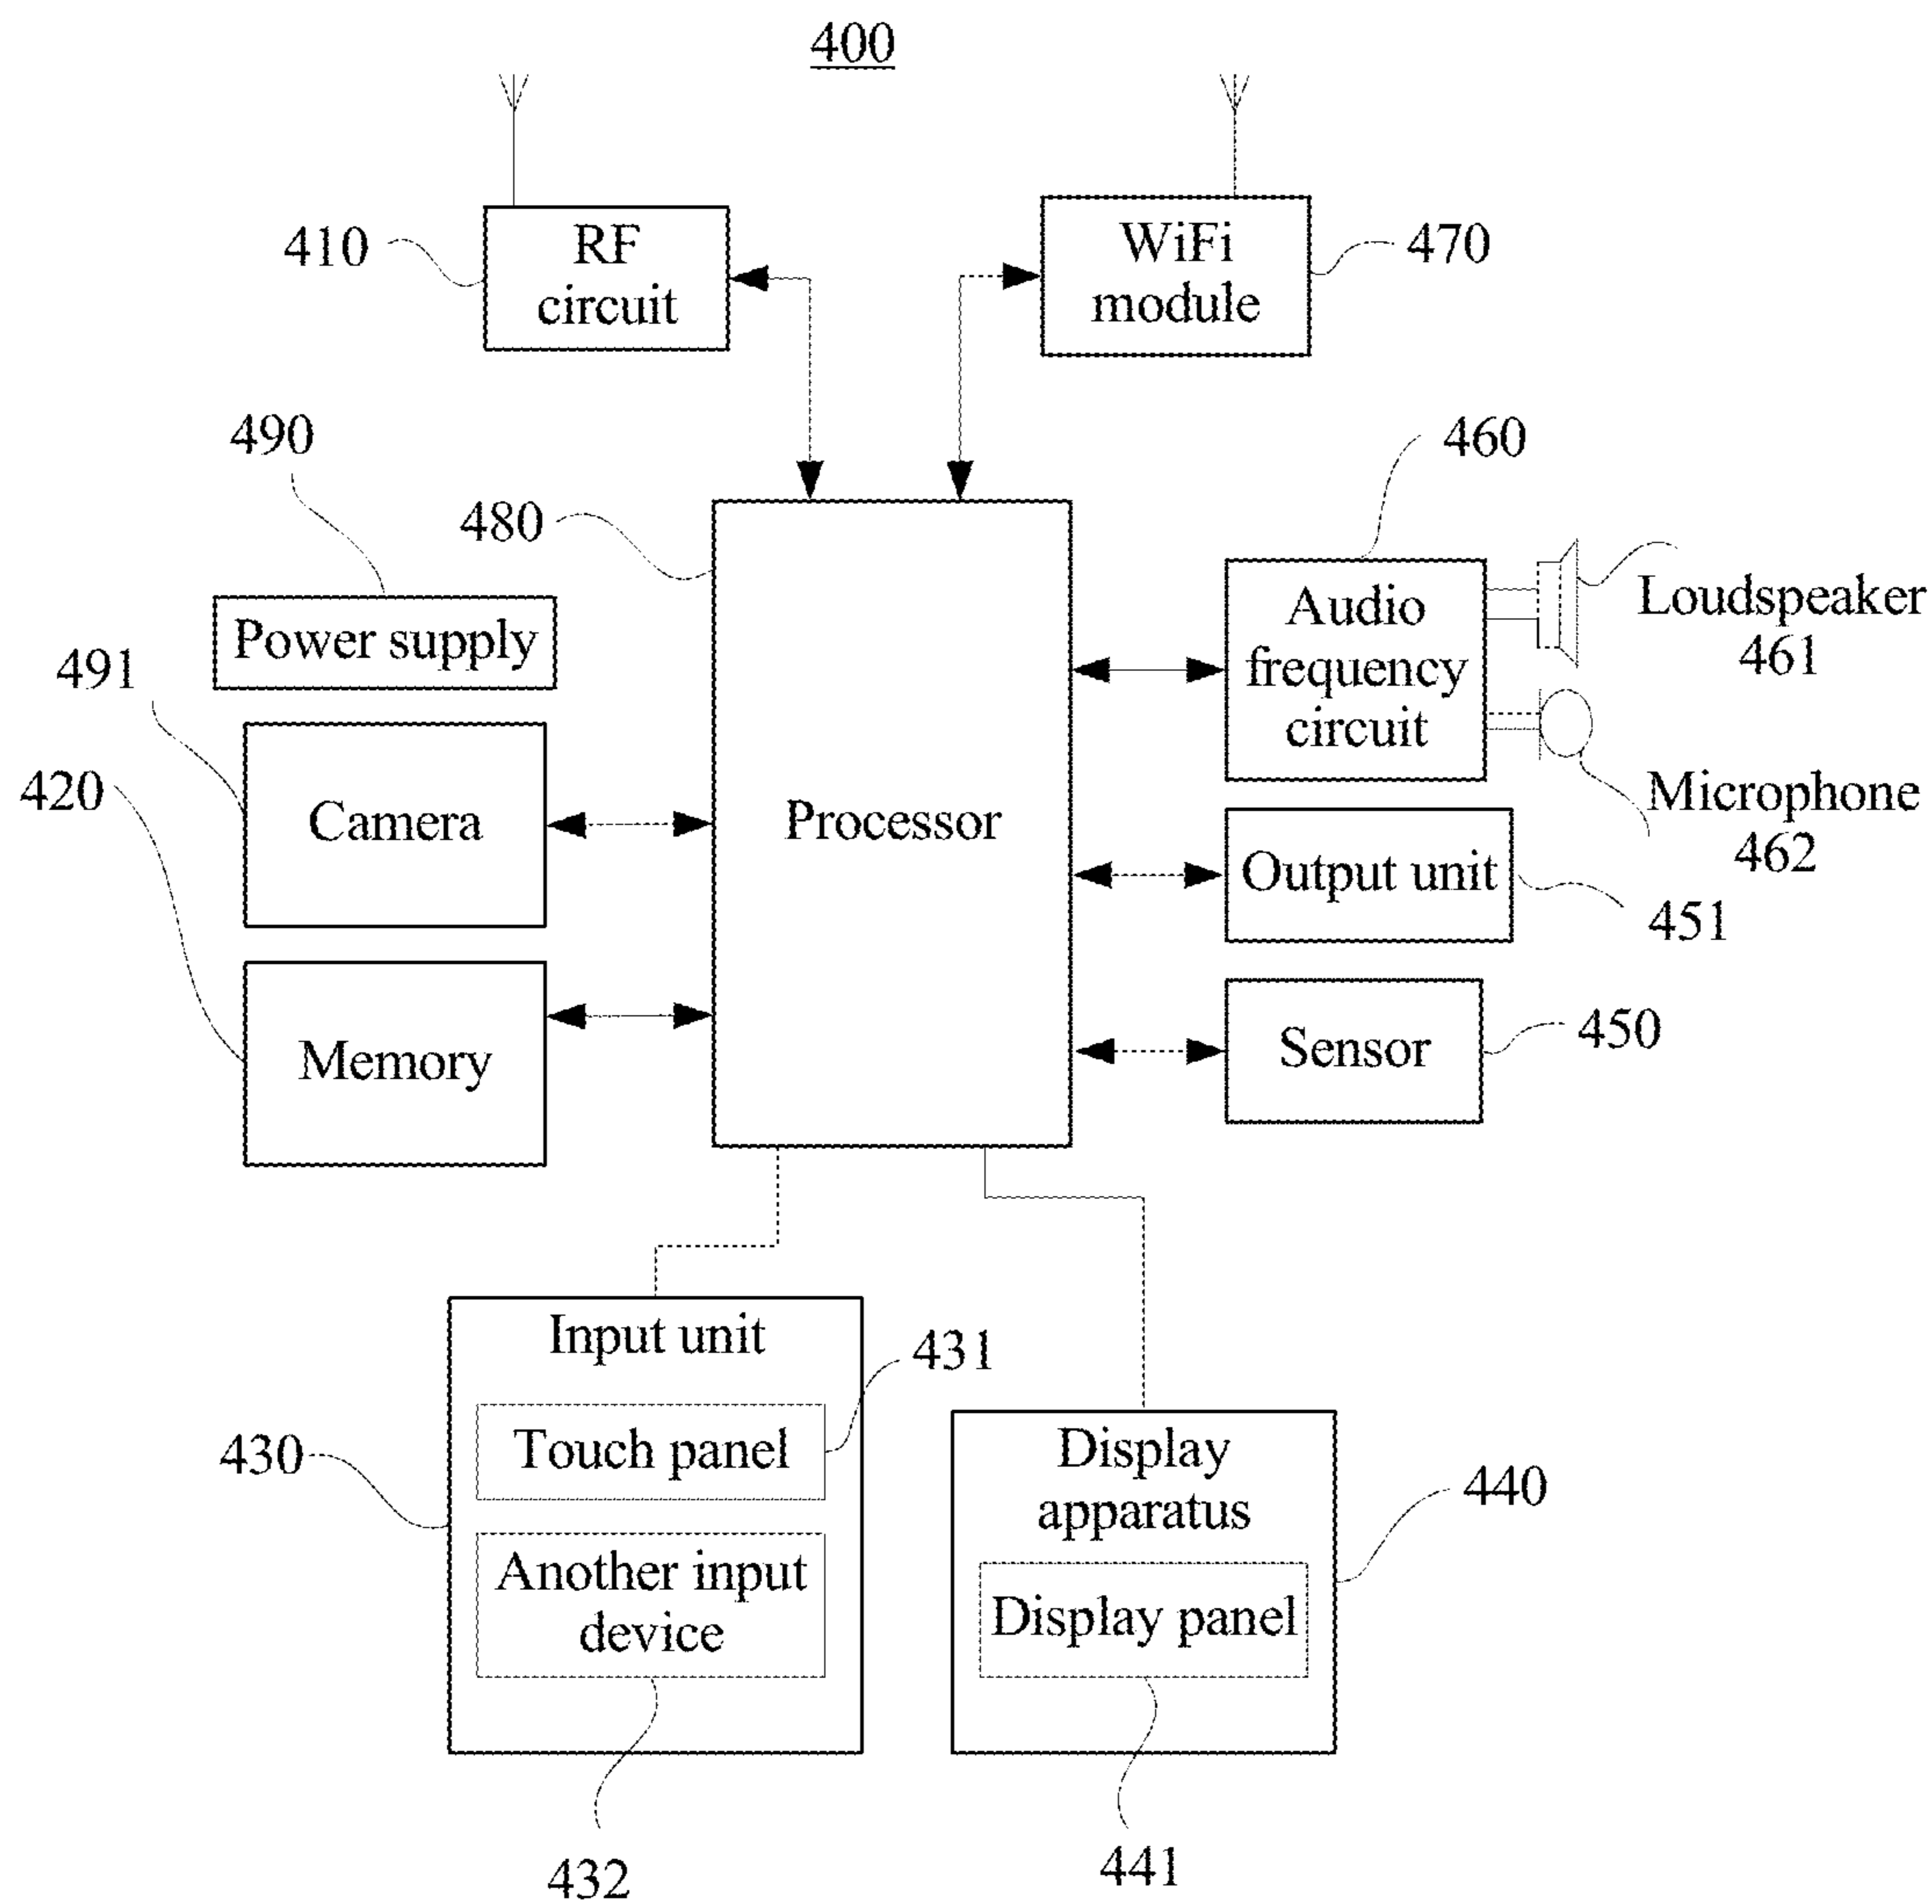 400
RF
circuit
410
WiFi
module
470
490
480
460
Power supply
Audio
frequency
circuit
Loudspeaker
461
491
Camera
420
Processor
Microphone
462
Output unit
451
Memory
Sensor
450
Input unit
431
Touch panel
430
Another input
device
432
Display
apparatus
440
Display panel
441